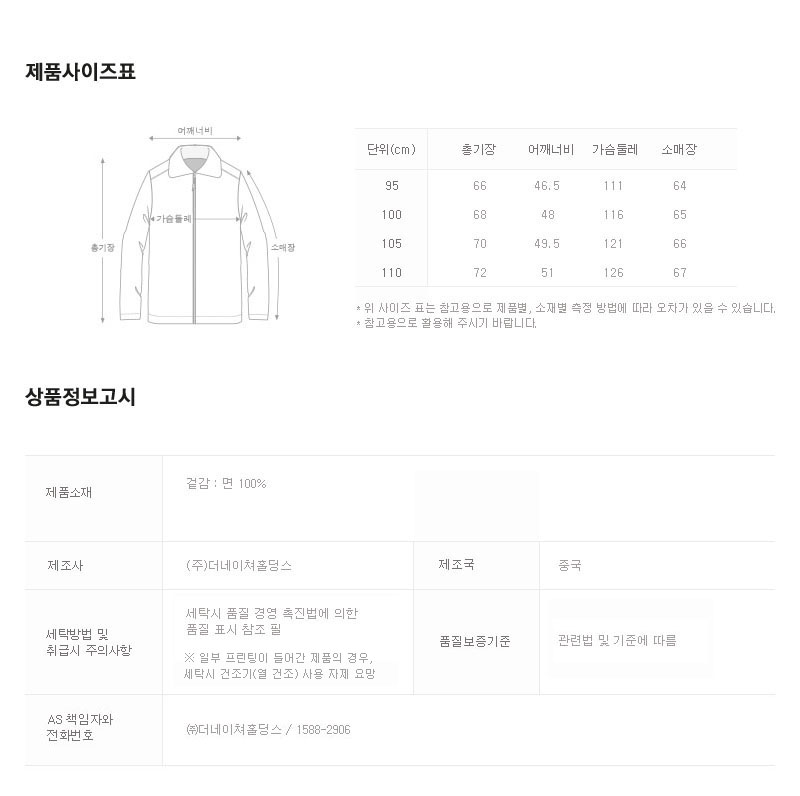 제품사이즈표
어깨너비
가슴둘레
총기장
소매장
단위(cm) 총기장 어깨너비 가슴둘레 소매장
95 66 46.5 111 64
100 68 48 116 65
105 70 49.5 121 66
110 72 51 126 67
* 위 사이즈 표는 참고용으로 제품별, 소재별 측정 방법에 따라 오차가 있을 수 있습니다.
* 참고용으로 활용해 주시기 바랍니다.
상품정보고시
제품소재
겉감 : 면 100%
제조사
(주)더네이쳐홀딩스
제조국
중국
세탁방법 및
취급시 주의사항
세탁시 품질 경영 촉진법에 의한
품질 표시 참조 필
※ 일부 프린팅이 들어간 제품의 경우,
세탁시 건조기(열 건조) 사용 자제 요망
품질보증기준
관련법 및 기준에 따름
AS 책임자와
전화번호
㈜더네이쳐홀딩스 / 1588-2906